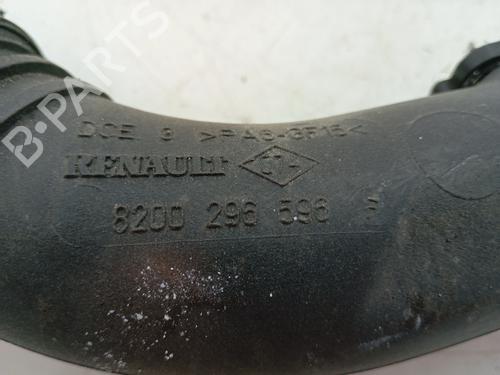 DCE 9 >PA6-GF15<
RENAULT
8200 296 596
B-Parts